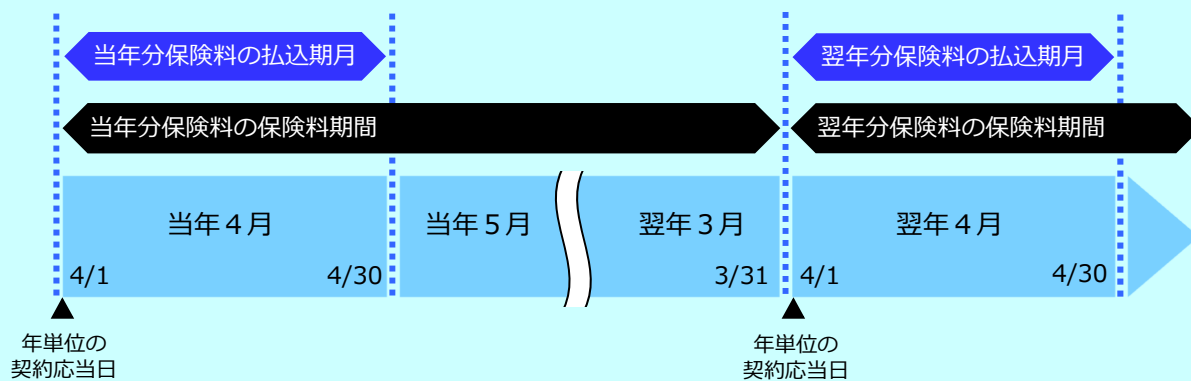 当年分保険料の払込期月
翌年分保険料の払込期月
当年分保険料の保険料期間
翌年分保険料の保険料期間
当年４月
当年５月
翌年３月
翌年４月
4/1
4/30
3/31
4/1
4/30
年単位の
契約応当日
年単位の
契約応当日